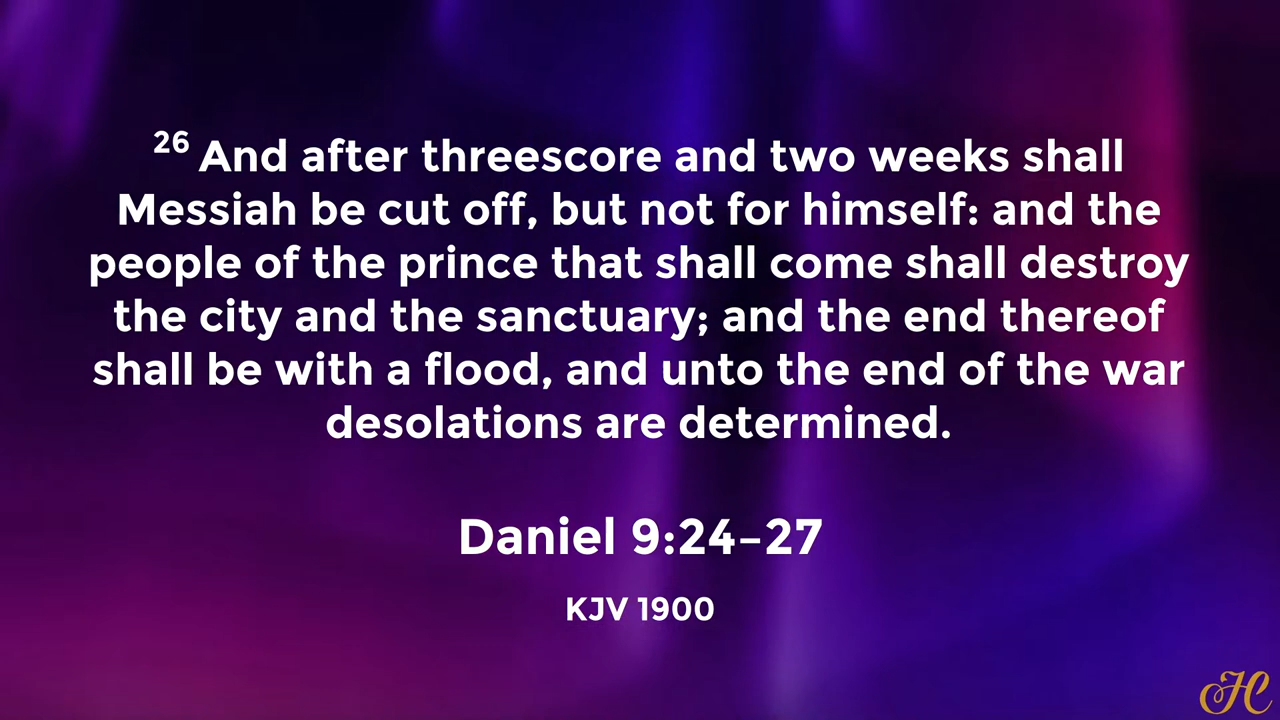 26 And after threescore and two weeks shall
Messiah be cut off, but not for himself: and the
people of the prince that shall come shall destroy
the city and the sanctuary; and the end thereof
shall be with a flood, and unto the end of the war
desolations are determined.
Daniel 9:24–27
KJV 1900
HC